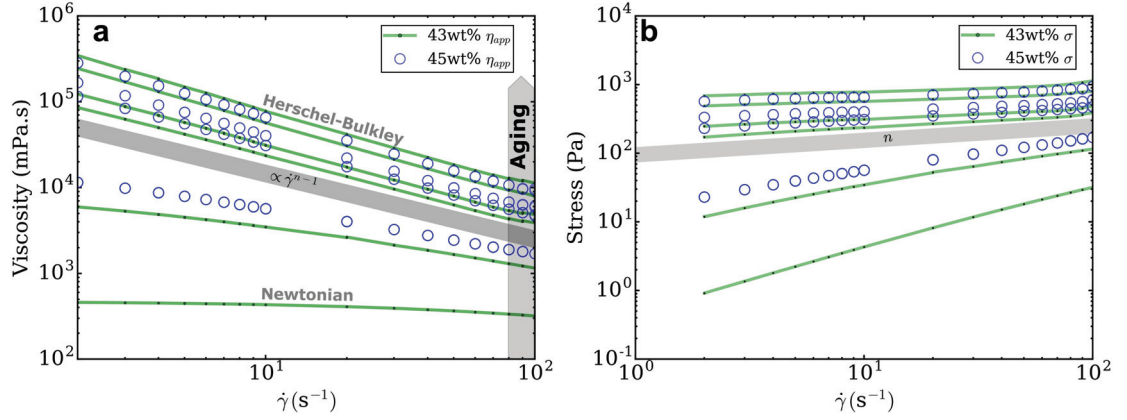 a
43wt% η_app
45wt% η_app
Herschel-Bulkley
∝ γ̇^{n−1}
Newtonian
Aging
Viscosity (mPa.s)
10^6
10^5
10^4
10^3
10^2
10^1
10^2
γ̇ (s^{−1})
b
43wt% σ
45wt% σ
n
Stress (Pa)
10^4
10^3
10^2
10^1
10^0
10^{-1}
10^0
10^1
10^2
γ̇ (s^{−1})